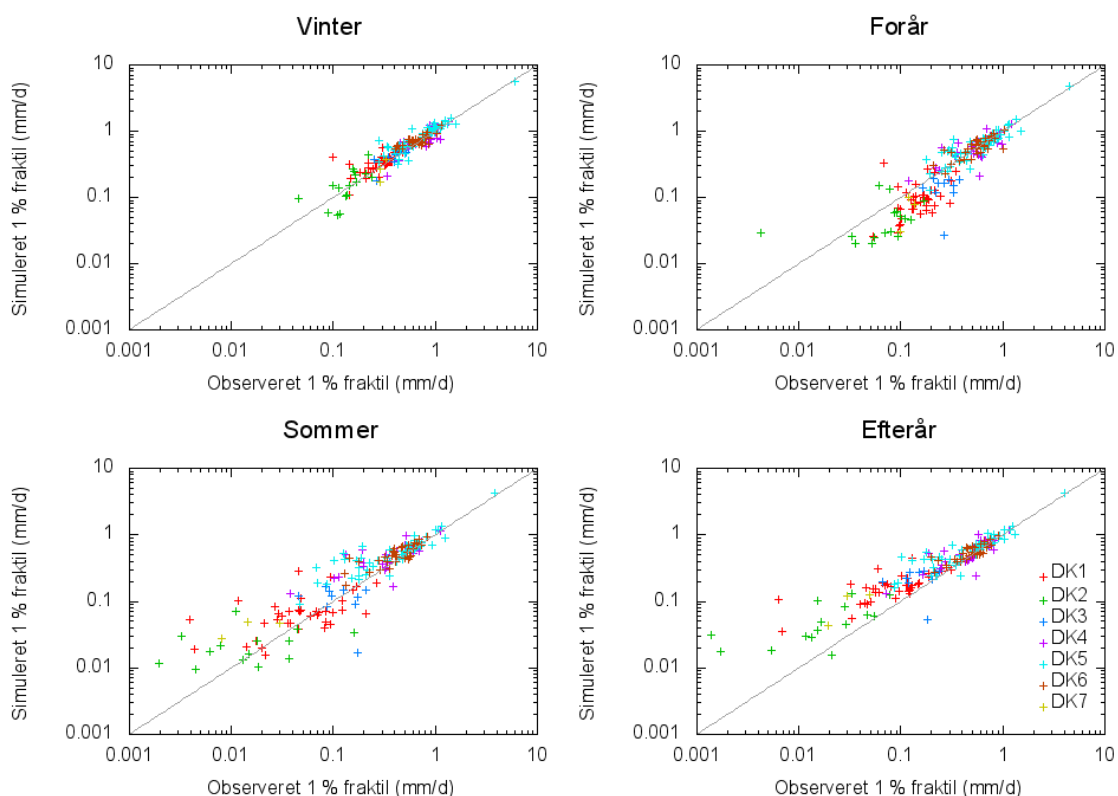 Vinter
10
1
0.1
0.01
0.001
0.001 0.01 0.1 1 10
Simuleret 1 % fraktil (mm/d)
Observeret 1 % fraktil (mm/d)
Forår
10
1
0.1
0.01
0.001
0.001 0.01 0.1 1 10
Simuleret 1 % fraktil (mm/d)
Observeret 1 % fraktil (mm/d)
Sommer
10
1
0.1
0.01
0.001
0.001 0.01 0.1 1 10
Simuleret 1 % fraktil (mm/d)
Observeret 1 % fraktil (mm/d)
Efterår
10
1
0.1
0.01
0.001
0.001 0.01 0.1 1 10
Simuleret 1 % fraktil (mm/d)
Observeret 1 % fraktil (mm/d)
DK1
DK2
DK3
DK4
DK5
DK6
DK7